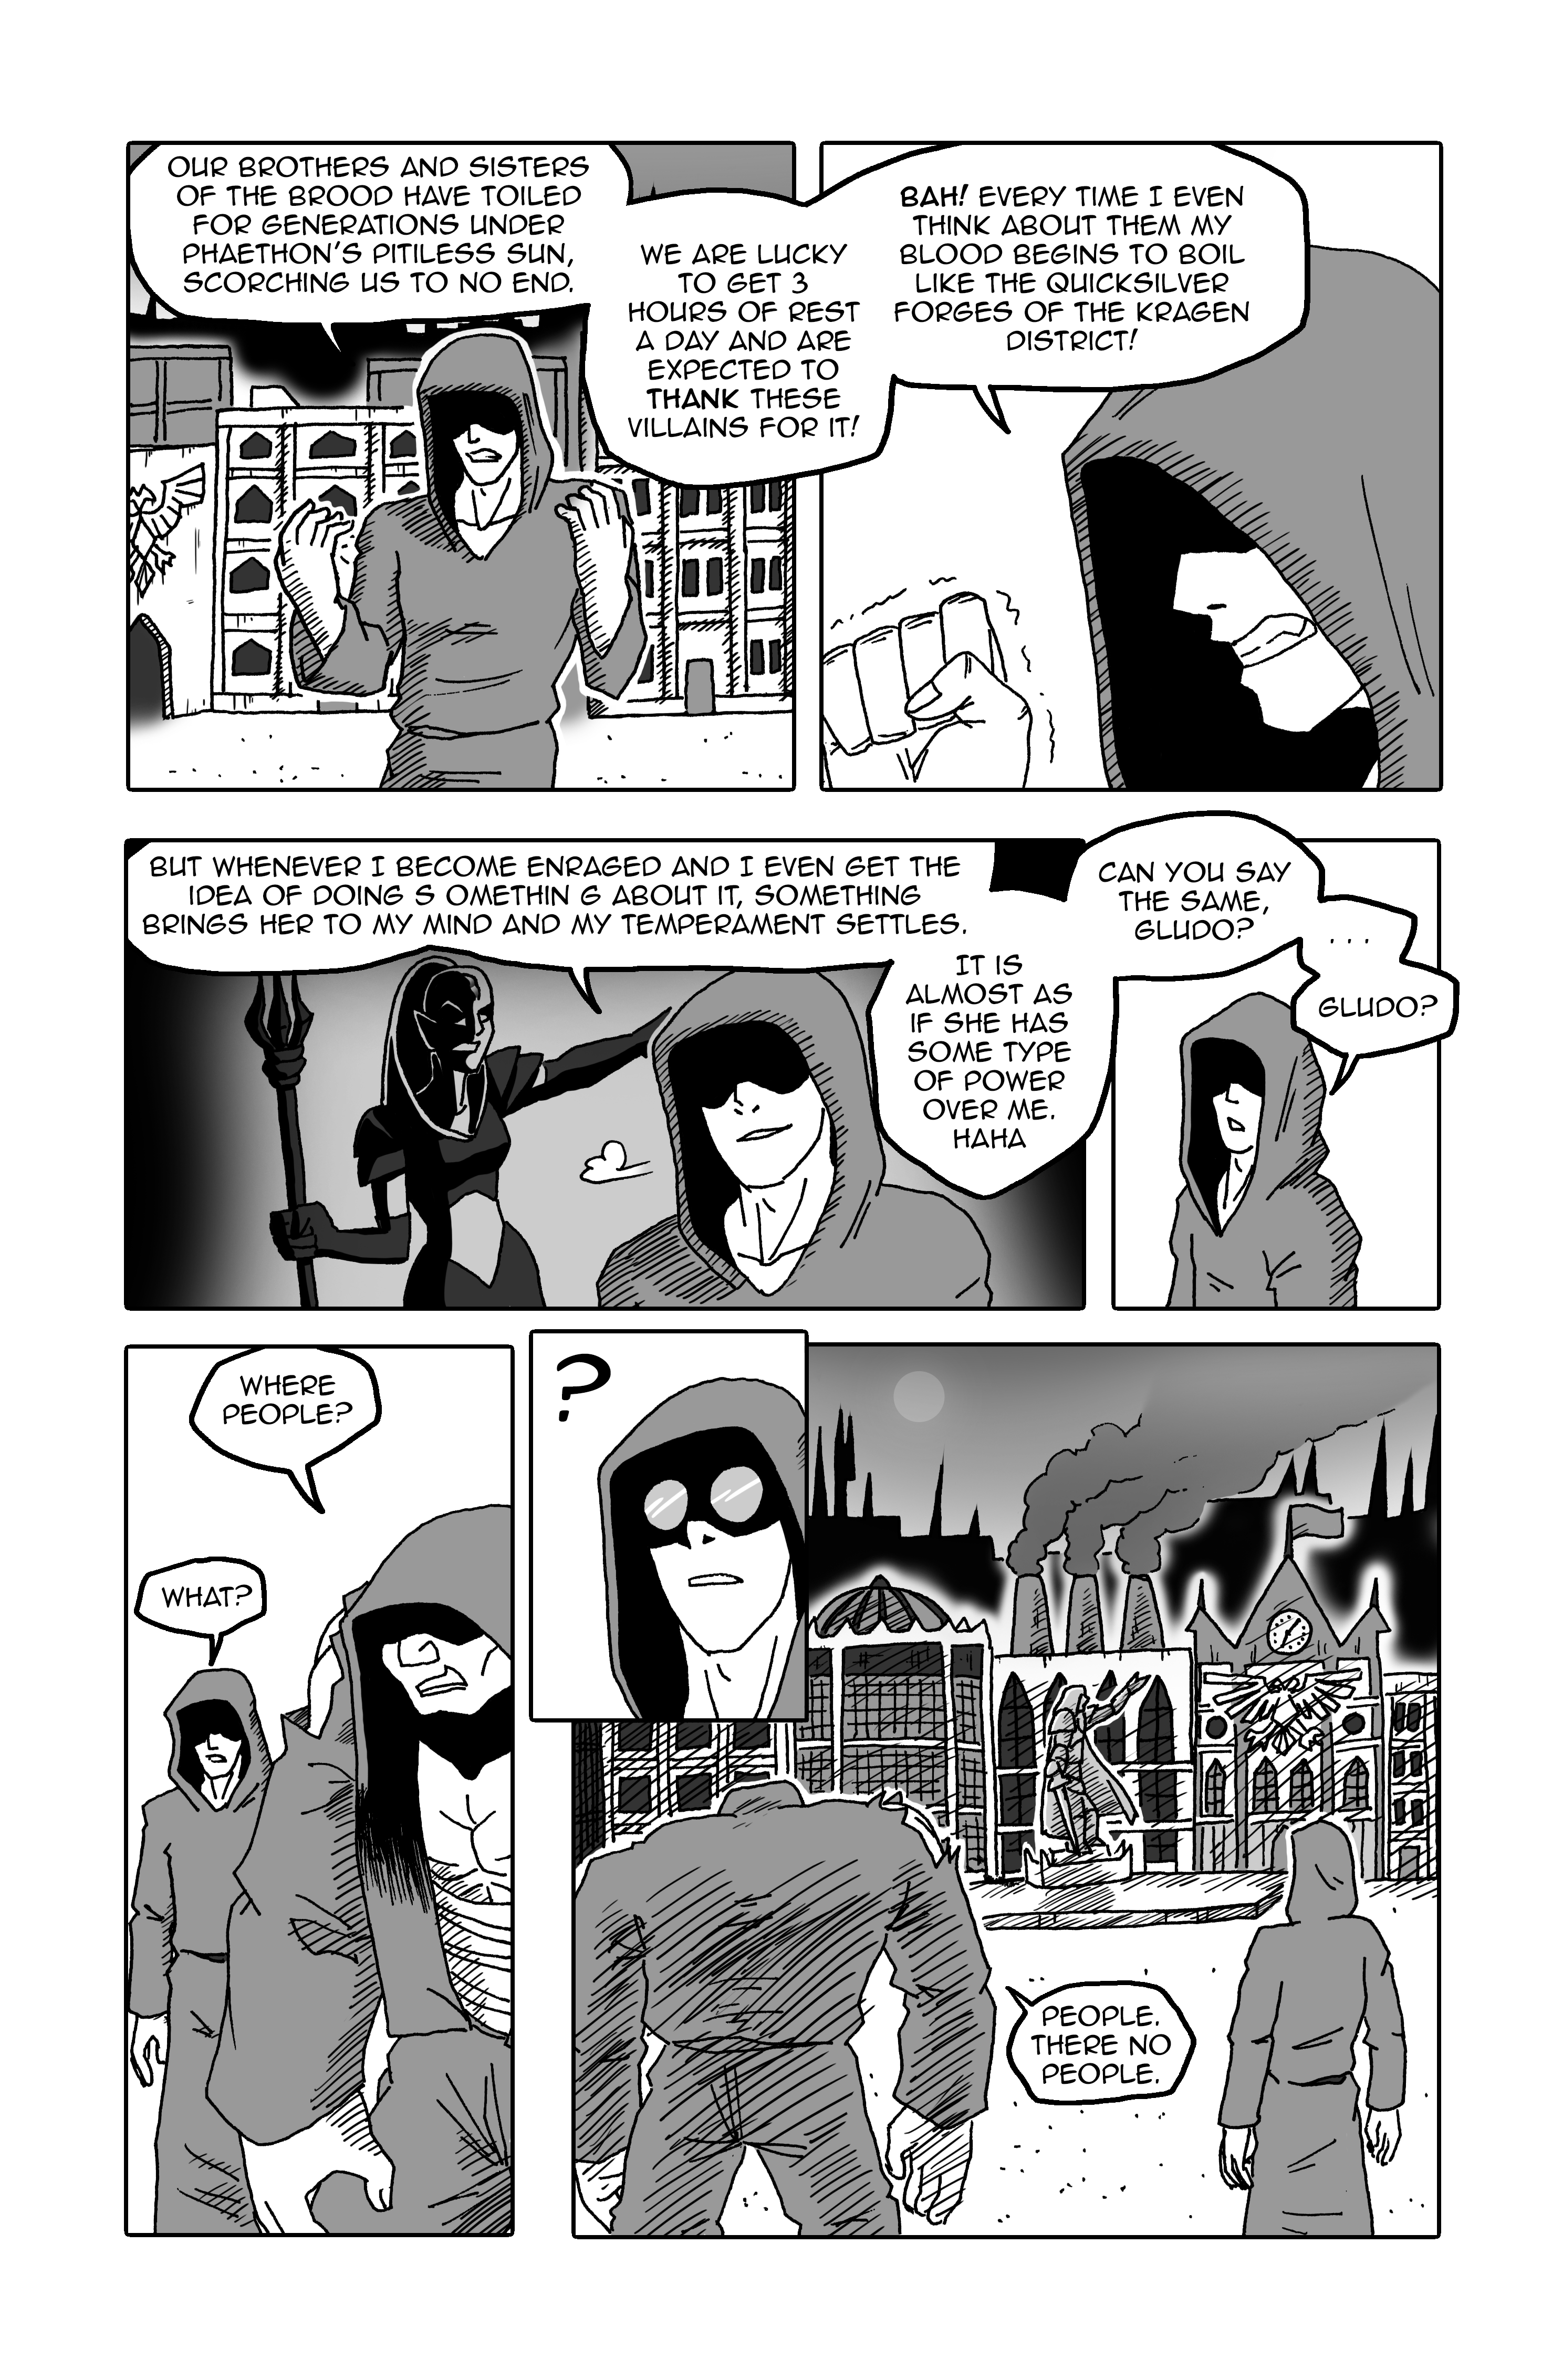 OUR BROTHERS AND SISTERS
OF THE BROOD HAVE TOILED
FOR GENERATIONS UNDER
PHAETHON'S PITILESS SUN,
SCORCHING US TO NO END.
WE ARE LUCKY
TO GET 3
HOURS OF REST
A DAY AND ARE
EXPECTED TO
THANK THESE
VILLAINS FOR IT!
BAH! EVERY TIME I EVEN
THINK ABOUT THEM MY
BLOOD BEGINS TO BOIL
LIKE THE QUICKSILVER
FORGES OF THE KRAGEN
DISTRICT!
BUT WHENEVER I BECOME ENRAGED AND I EVEN GET THE
IDEA OF DOING S OMETHIN G ABOUT IT, SOMETHING
BRINGS HER TO MY MIND AND MY TEMPERAMENT SETTLES.
IT IS
ALMOST AS
IF SHE HAS
SOME TYPE
OF POWER
OVER ME.
HAHA
CAN YOU SAY
THE SAME,
GLUDO?
...
GLUDO?
WHERE
PEOPLE?
WHAT?
?
PEOPLE.
THERE NO
PEOPLE.